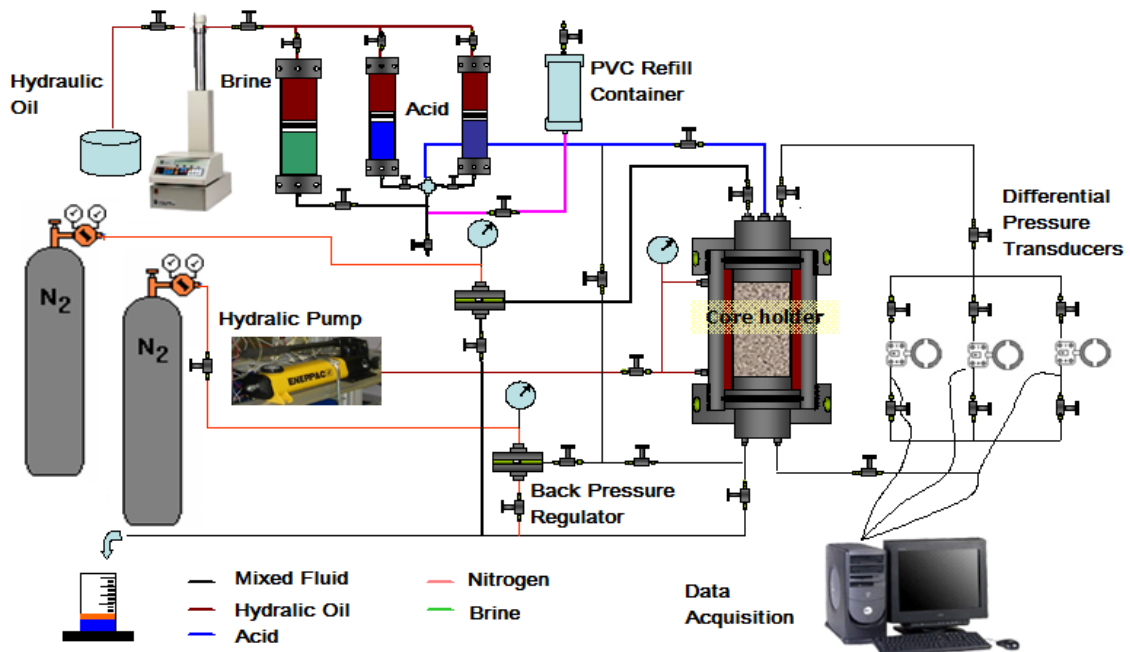 Hydraulic
Oil
Brine
Acid
PVC Refill
Container
Differential
Pressure
Transducers
N2
N2
Hydralic Pump
ENERPAC
Core holder
Back Pressure
Regulator
Mixed Fluid
Hydralic Oil
Acid
Nitrogen
Brine
Data
Acquisition